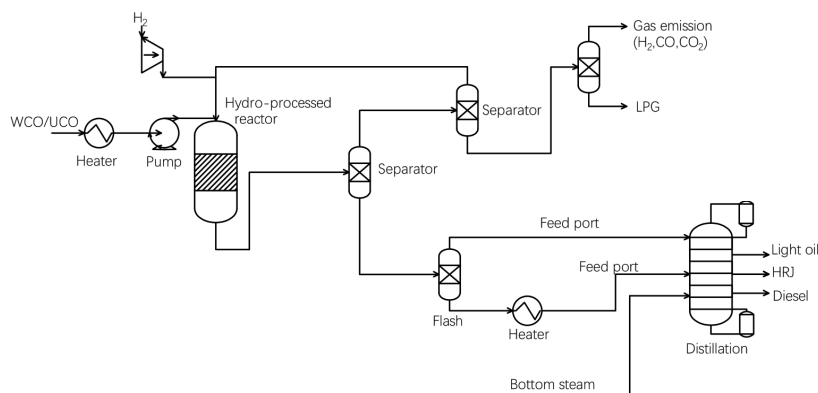 H₂
Gas emission
(H₂,CO,CO₂)
Hydro-processed
reactor
Separator
LPG
WCO/UCO
Heater
Pump
Separator
Feed port
Light oil
Feed port
HRJ
Diesel
Flash
Heater
Distillation
Bottom steam